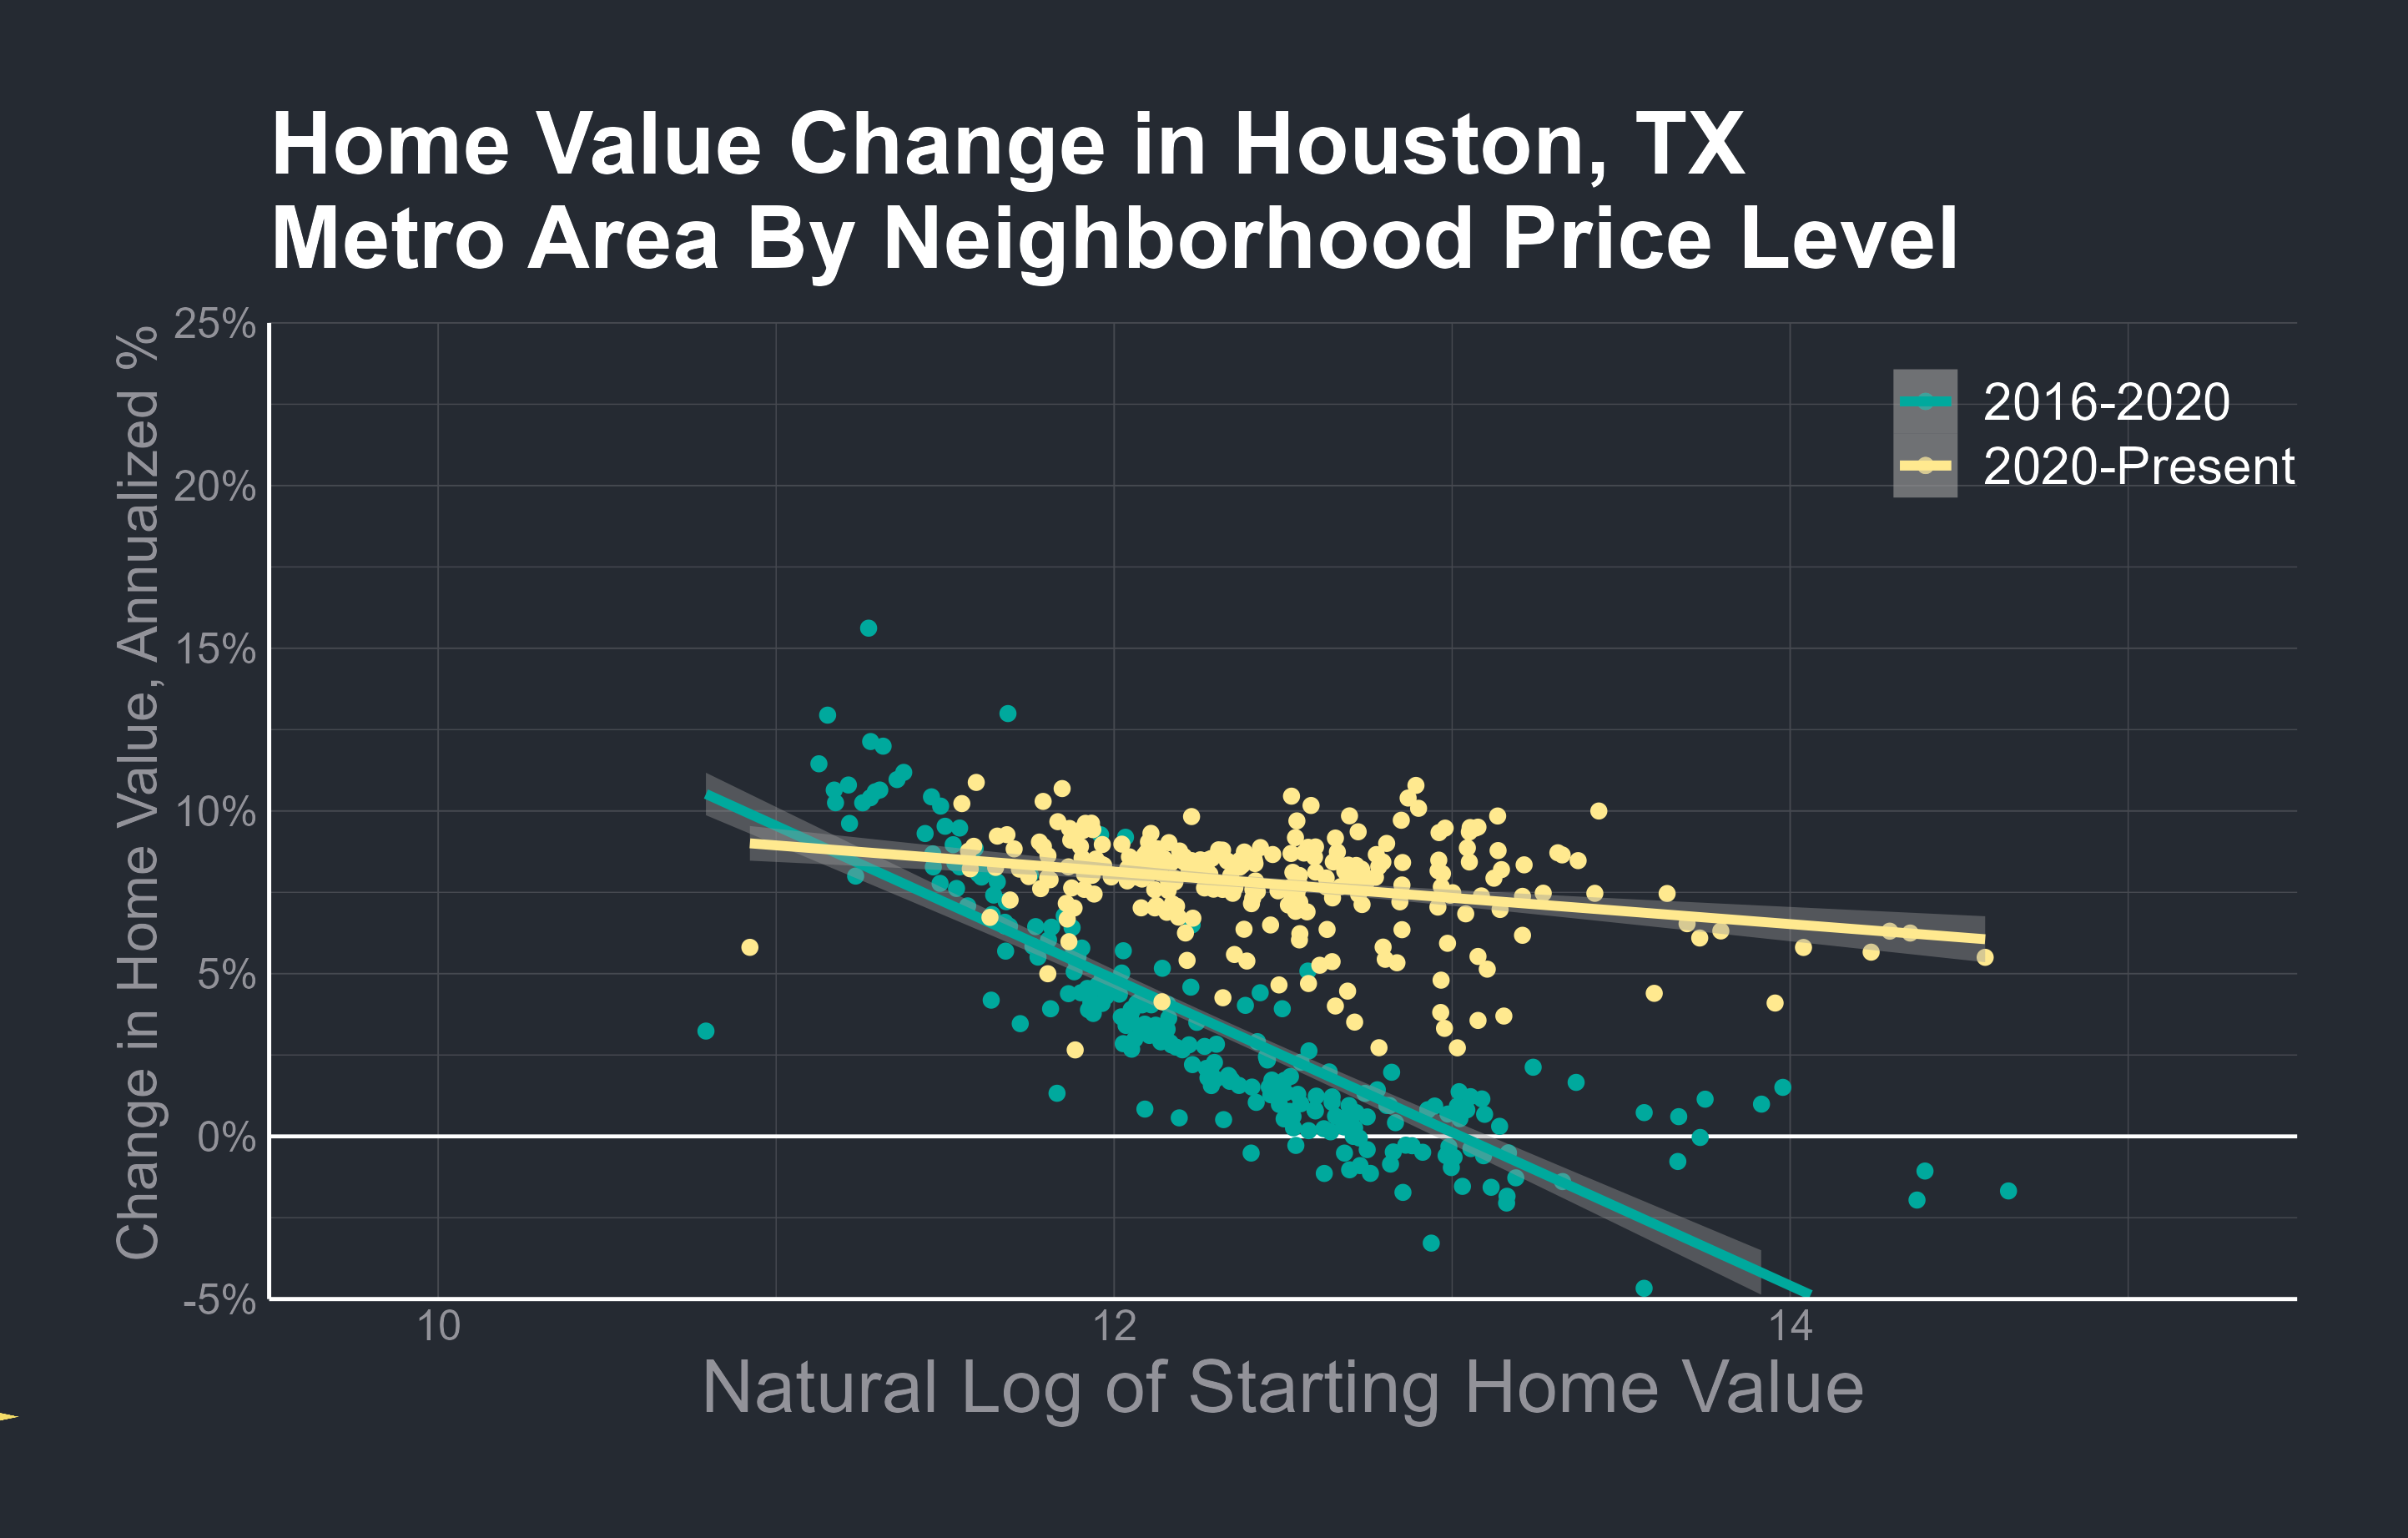 Home Value Change in Houston, TX
Metro Area By Neighborhood Price Level
Change in Home Value, Annualized %
25%
20%
15%
10%
5%
0%
-5%
2016-2020
2020-Present
10 12 14
Natural Log of Starting Home Value